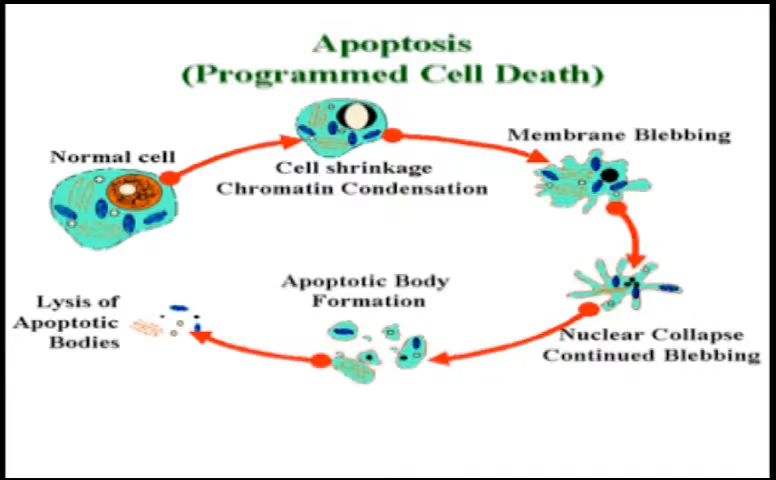 Apoptosis
(Programmed Cell Death)
Normal cell
Cell shrinkage
Chromatin Condensation
Membrane Blebbing
Nuclear Collapse
Continued Blebbing
Apoptotic Body
Formation
Lysis of
Apoptotic
Bodies